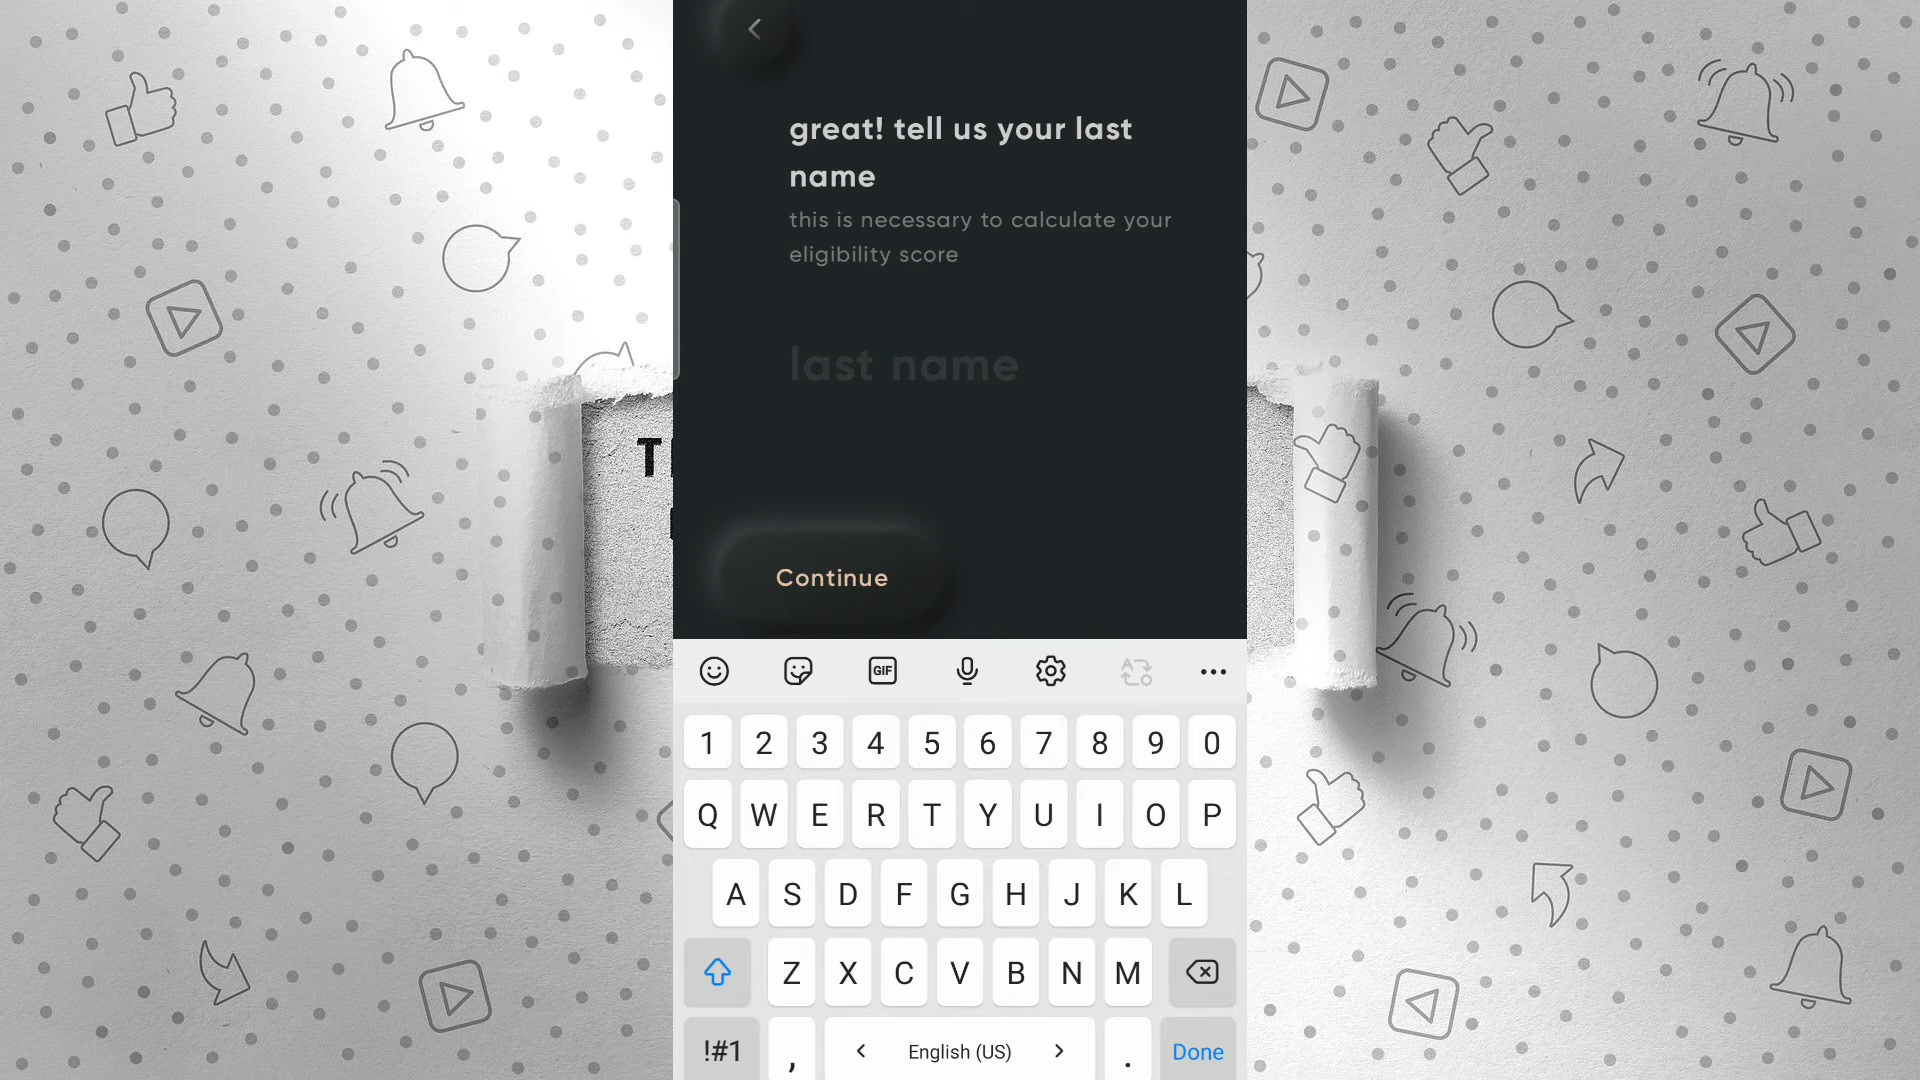 great! tell us your last
name
this is necessary to calculate your
eligibility score
last name
T
Continue
GIF
1 2 3 4 5 6 7 8 9 0
Q W E R T Y U I O P
A S D F G H J K L
Z X C V B N M
!#1 , English (US) . Done